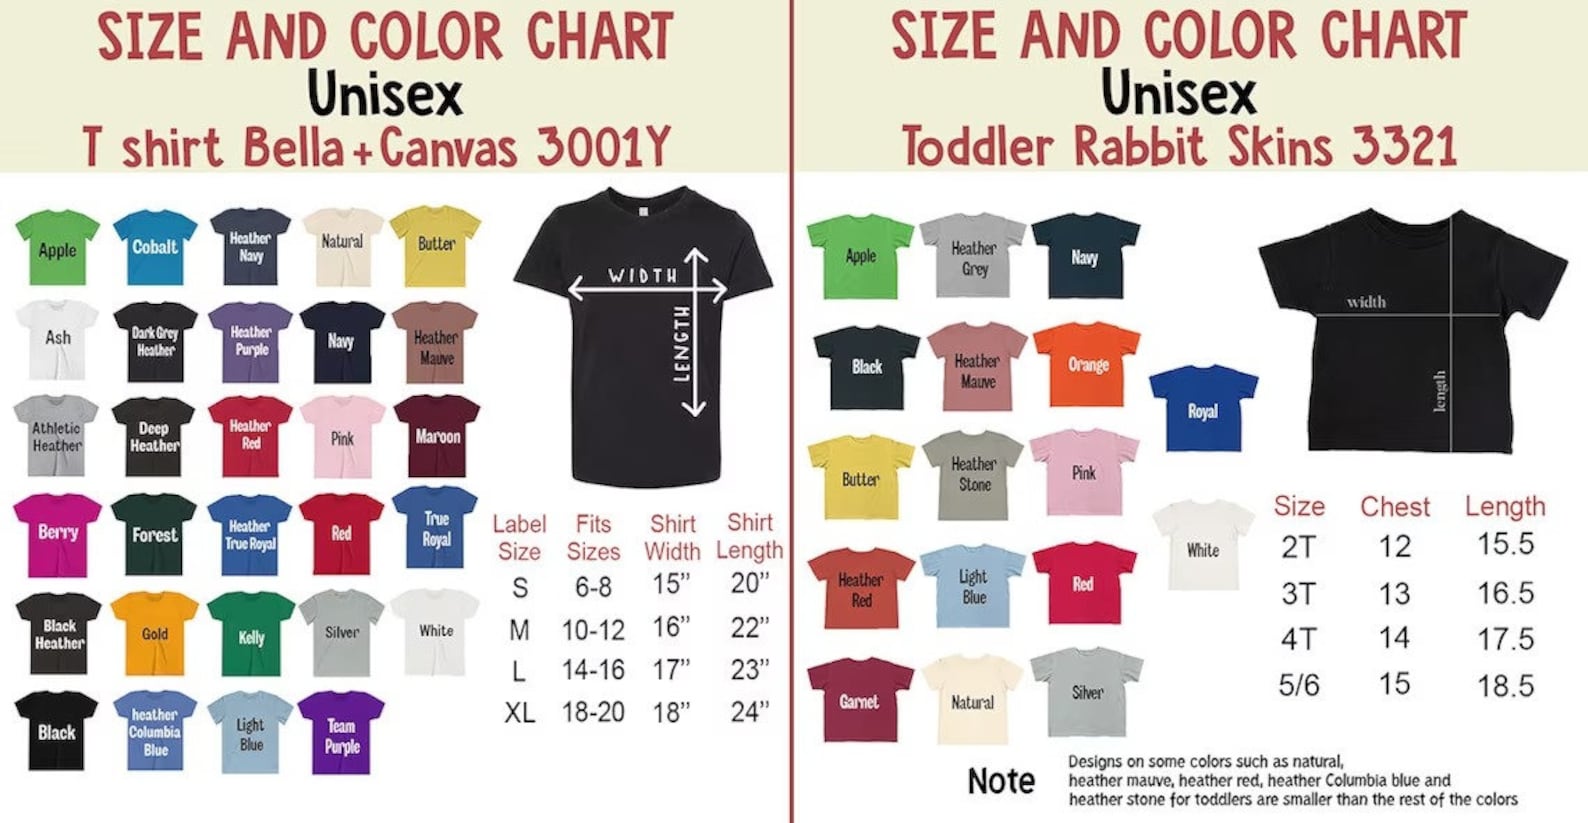 SIZE AND COLOR CHART
Unisex
T shirt Bella+Canvas 3001Y
Apple
Cobalt
Heather
Navy
Natural
Butter
Ash
Dark Grey
Heather
Heather
Purple
Navy
Heather
Mauve
Athletic
Heather
Deep
Heather
Heather
Red
Pink
Maroon
Berry
Forest
Heather
True Royal
Red
True
Royal
Black
Heather
Gold
Kelly
Silver
White
Black
heather
Columbia
Blue
Light
Blue
Team
Purple
WIDTH
LENGTH
Label Size Fits Sizes Shirt Width Shirt Length
S 6-8 15” 20”
M 10-12 16” 22”
L 14-16 17” 23”
XL 18-20 18” 24”
SIZE AND COLOR CHART
Unisex
Toddler Rabbit Skins 3321
Apple
Heather
Grey
Navy
Black
Heather
Mauve
Orange
Royal
Butter
Heather
Stone
Pink
White
Heather
Red
Light
Blue
Red
Garnet
Natural
Silver
width
length
Size Chest Length
2T 12 15.5
3T 13 16.5
4T 14 17.5
5/6 15 18.5
Note
Designs on some colors such as natural,
heather mauve, heather red, heather Columbia blue and
heather stone for toddlers are smaller than the rest of the colors